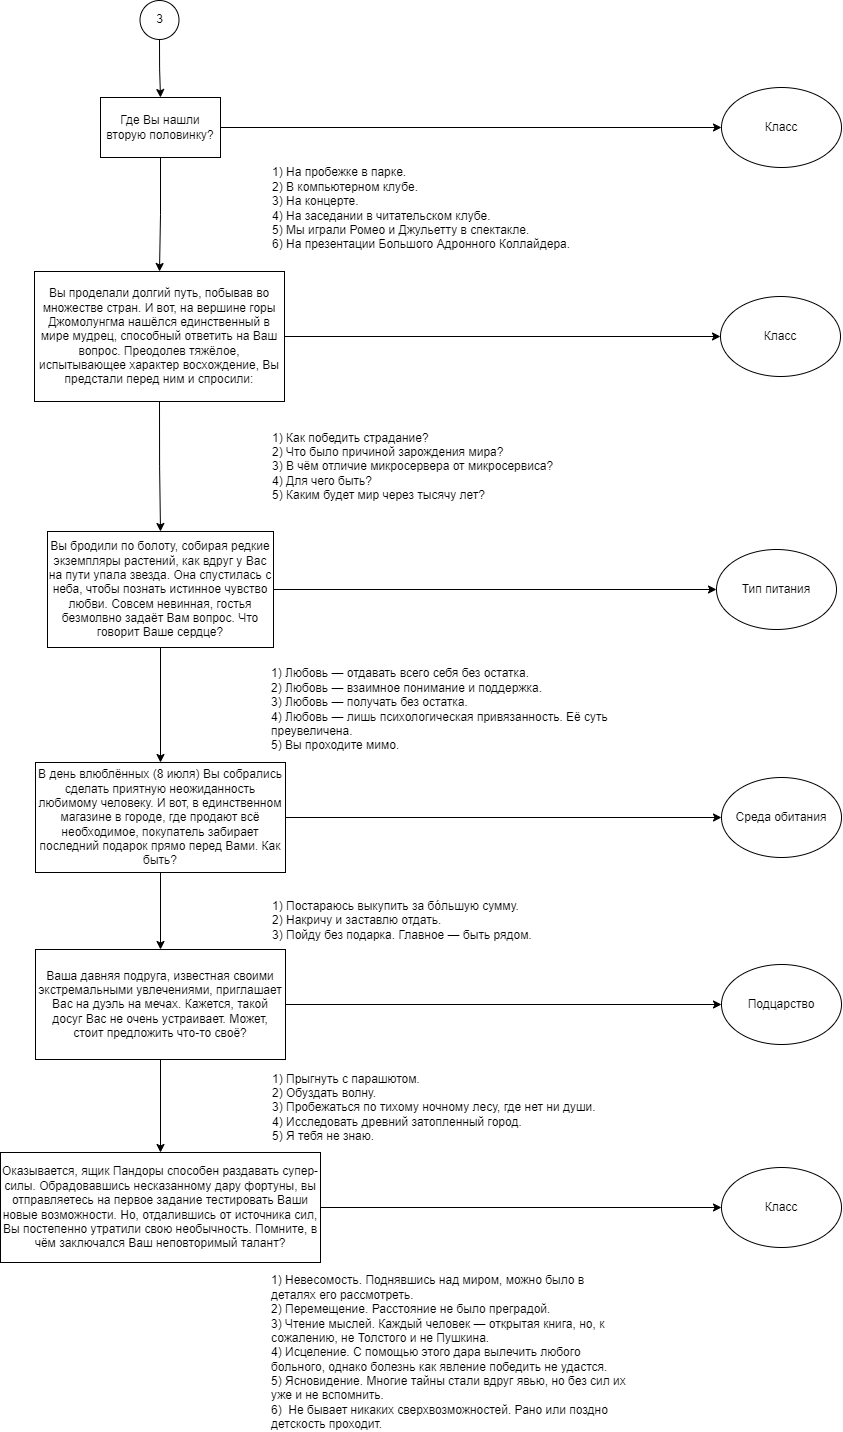 3
Где Вы нашли
вторую половинку?
Класс
1) На пробежке в парке.
2) В компьютерном клубе.
3) На концерте.
4) На заседании в читательском клубе.
5) Мы играли Ромео и Джульетту в спектакле.
6) На презентации Большого Адронного Коллайдера.
Вы проделали долгий путь, побывав во
множестве стран. И вот, на вершине горы
Джомолунгма нашёлся единственный в
мире мудрец, способный ответить на Ваш
вопрос. Преодолев тяжёлое,
испытывающее характер восхождение, Вы
предстали перед ним и спросили:
Класс
1) Как победить страдание?
2) Что было причиной зарождения мира?
3) В чём отличие микросервера от микросервиса?
4) Для чего быть?
5) Каким будет мир через тысячу лет?
Вы бродили по болоту, собирая редкие
экземпляры растений, как вдруг у Вас
на пути упала звезда. Она спустилась с
неба, чтобы познать истинное чувство
любви. Совсем невинная, гостья
безмолвно задаёт Вам вопрос. Что
говорит Ваше сердце?
Тип питания
1) Любовь — отдавать всего себя без остатка.
2) Любовь — взаимное понимание и поддержка.
3) Любовь — получать без остатка.
4) Любовь — лишь психологическая привязанность. Её суть
преувеличена.
5) Вы проходите мимо.
В день влюблённых (8 июля) Вы собрались
сделать приятную неожиданность
любимому человеку. И вот, в единственном
магазине в городе, где продают всё
необходимое, покупатель забирает
последний подарок прямо перед Вами. Как
быть?
Среда обитания
1) Постараюсь выкупить за бо́льшую сумму.
2) Накричу и заставлю отдать.
3) Пойду без подарка. Главное — быть рядом.
Ваша давняя подруга, известная своими
экстремальными увлечениями, приглашает
Вас на дуэль на мечах. Кажется, такой
досуг Вас не очень устраивает. Может,
стоит предложить что-то своё?
Подцарство
1) Прыгнуть с парашютом.
2) Обуздать волну.
3) Пробежаться по тихому ночному лесу, где нет ни души.
4) Исследовать древний затопленный город.
5) Я тебя не знаю.
Оказывается, ящик Пандоры способен раздавать супер-
силы. Обрадовавшись несказанному дару фортуны, вы
отправляетесь на первое задание тестировать Ваши
новые возможности. Но, отдалившись от источника сил,
Вы постепенно утратили свою необычность. Помните, в
чём заключался Ваш неповторимый талант?
Класс
1) Невесомость. Поднявшись над миром, можно было в
деталях его рассмотреть.
2) Перемещение. Расстояние не было преградой.
3) Чтение мыслей. Каждый человек — открытая книга, но, к
сожалению, не Толстого и не Пушкина.
4) Исцеление. С помощью этого дара вылечить любого
больного, однако болезнь как явление победить не удастся.
5) Ясновидение. Многие тайны стали вдруг явью, но без сил их
уже и не вспомнить.
6) Не бывает никаких сверхвозможностей. Рано или поздно
детскость проходит.